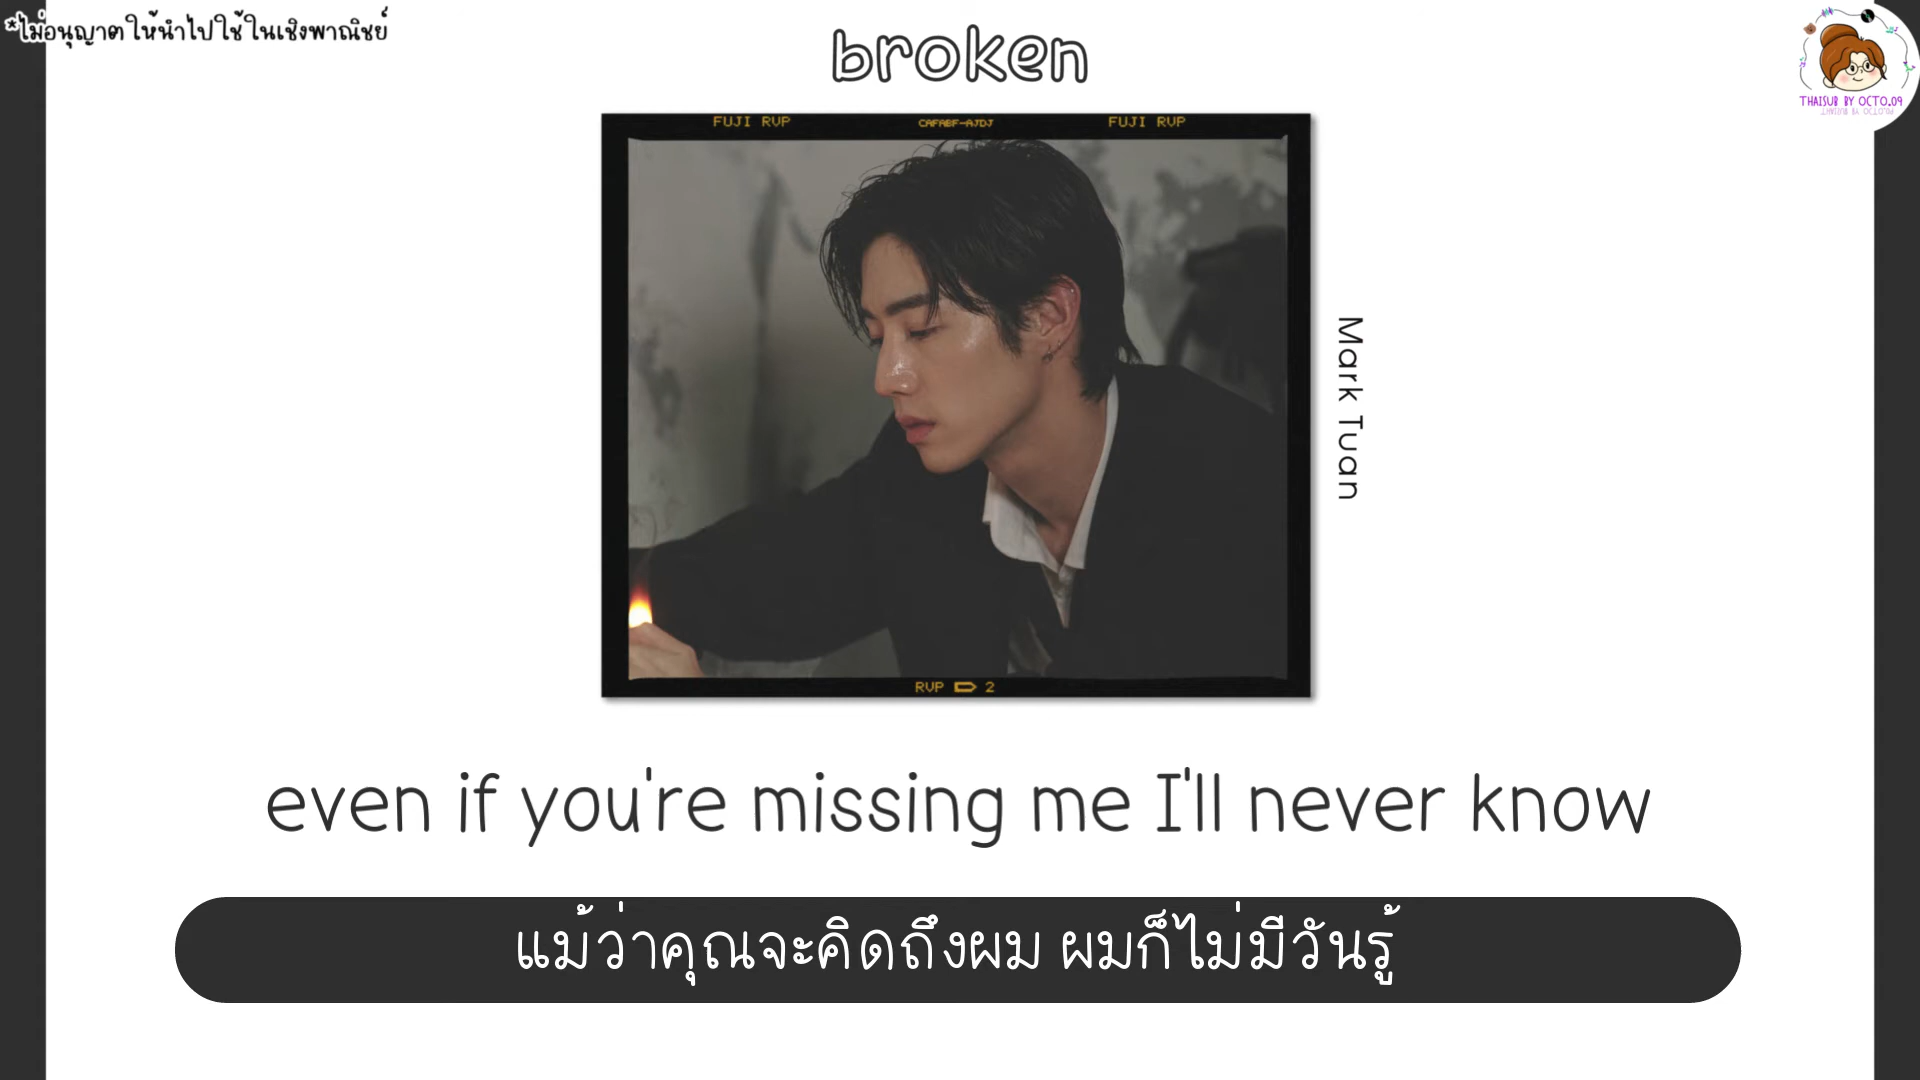 *ไม่อนุญาตให้นำไปใช้ในเชิงพาณิชย์
broken
THAISUB BY OCTO.09
FUJI RVP
CAFABF-AJDJ
FUJI RVP
Mark Tuan
RVP 2
even if you're missing me I'll never know
แม้ว่าคุณจะคิดถึงผม ผมก็ไม่มีวันรู้